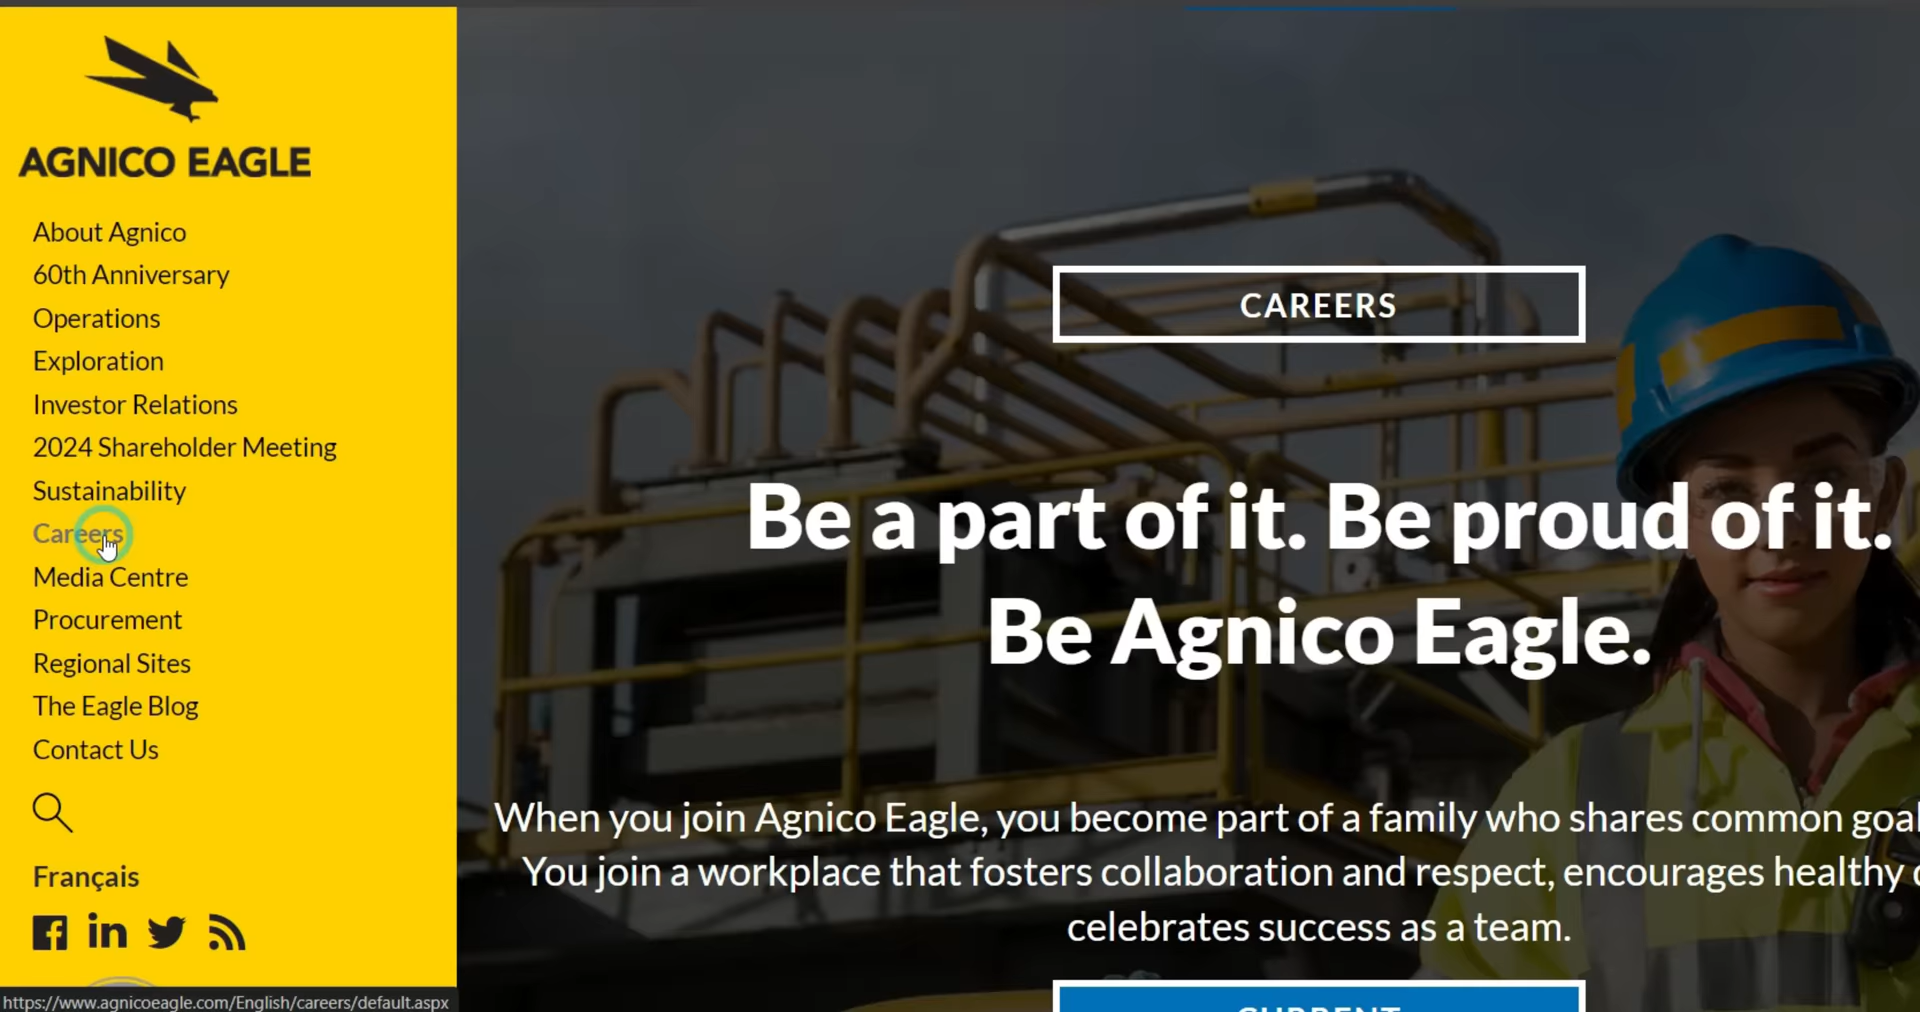 AGNICO EAGLE
About Agnico
60th Anniversary
Operations
Exploration
Investor Relations
2024 Shareholder Meeting
Sustainability
Careers
Media Centre
Procurement
Regional Sites
The Eagle Blog
Contact Us
Français
https://www.agnicoeagle.com/English/careers/default.aspx
CAREERS
Be a part of it. Be proud of it.
Be Agnico Eagle.
When you join Agnico Eagle, you become part of a family who shares common
You join a workplace that fosters collaboration and respect, encourages healthy
celebrates success as a team.
CURRENT